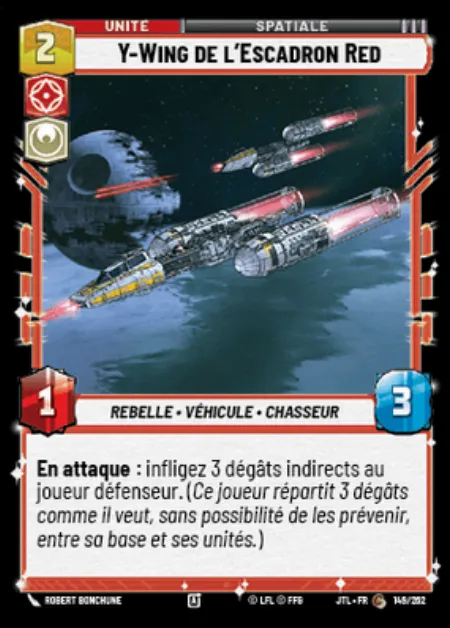 UNITÉ
SPATIALE
2
Y-Wing de l'Escadron Red
1
REBELLE • VÉHICULE • CHASSEUR
3
En attaque : infligez 3 dégâts indirects au
joueur défenseur. (Ce joueur répartit 3 dégâts
comme il veut, sans possibilité de les prévenir,
entre sa base et ses unités.)
ROBERT BONCHUNE
A
© LFL © FFG
JTL • FR
C
149/262